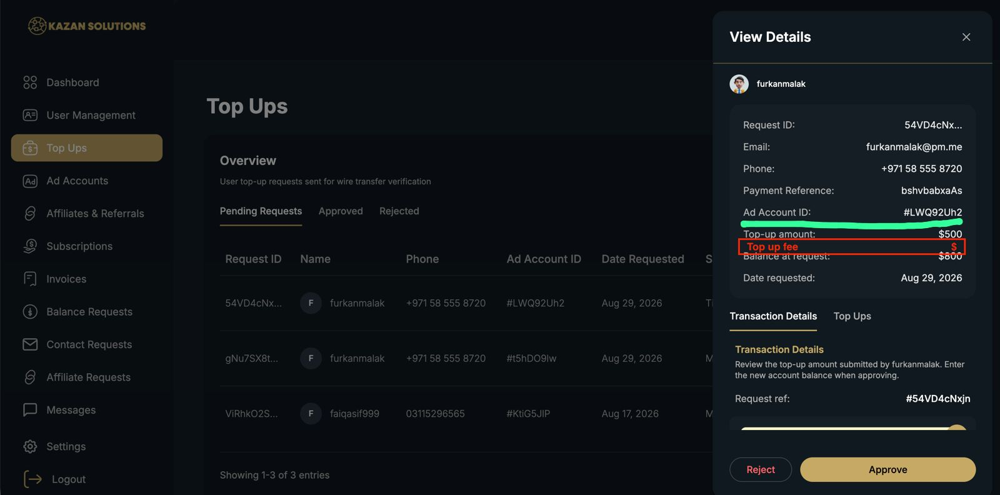 KAZAN SOLUTIONS
Dashboard
User Management
Top Ups
Ad Accounts
Affiliates & Referrals
Subscriptions
Invoices
Balance Requests
Contact Requests
Affiliate Requests
Messages
Settings
Logout
Top Ups
Overview
User top-up requests sent for wire transfer verification
Pending Requests Approved Rejected
Request ID Name Phone Ad Account ID Date Requested S
54VD4cNx... F furkanmalak +971 58 555 8720 #LWQ92Uh2 Aug 29, 2026 Ti
gNu7SX8t... F furkanmalak +971 58 555 8720 #t5hDO9lw Aug 29, 2026 M
ViRhkO2S... F faiqasif999 03115296565 #KtiG5JIP Aug 17, 2026 M
Showing 1-3 of 3 entries
View Details
furkanmalak
Request ID: 54VD4cNx...
Email: furkanmalak@pm.me
Phone: +971 58 555 8720
Payment Reference: bshvbabxaAs
Ad Account ID: #LWQ92Uh2
Top-up amount: $500
Top up fee $
Balance at request: $800
Date requested: Aug 29, 2026
Transaction Details Top Ups
Transaction Details
Review the top-up amount submitted by furkanmalak. Enter
the new account balance when approving.
Request ref: #54VD4cNxjn
Reject Approve